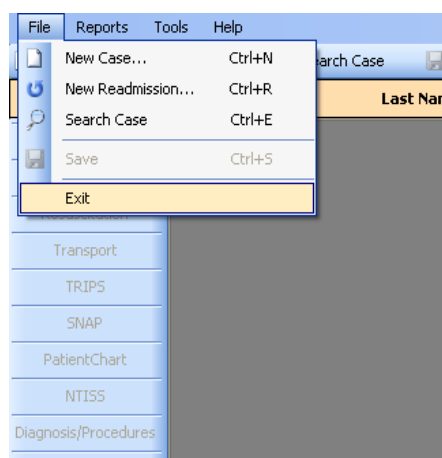 File Reports Tools Help
New Case... Ctrl+N
arch Case
New Readmission... Ctrl+R
Last Nar
Search Case Ctrl+E
Save Ctrl+S
Exit
Transport
TRIPS
SNAP
PatientChart
NTISS
Diagnosis/Procedures